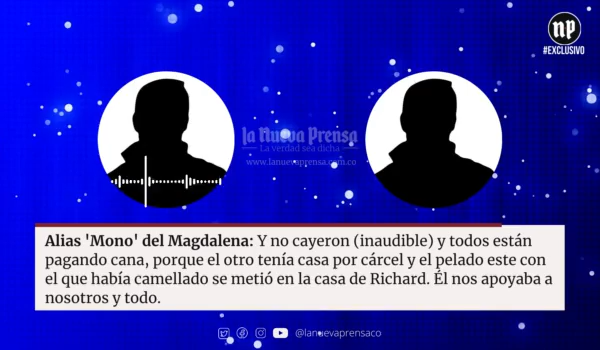 np
#EXCLUSIVO
la Nueva Prensa
La verdad sea dicha
www.lanuevaprensa.com.co
Alias 'Mono' del Magdalena: Y no cayeron (inaudible) y todos están
pagando cana, porque el otro tenía casa por cárcel y el pelado este con
el que había camellado se metió en la casa de Richard. Él nos apoyaba a
nosotros y todo.
@lanuevaprensaco